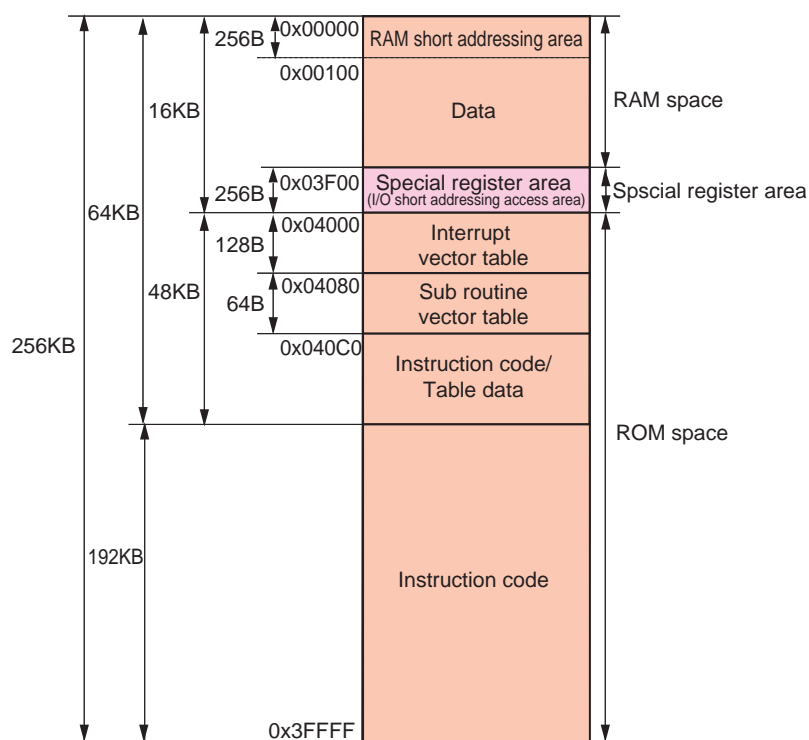 256B
0x00000
RAM short addressing area
0x00100
16KB
Data
RAM space
256B
0x03F00
Special register area
(I/O short addressing access area)
Spscial register area
64KB
128B
0x04000
Interrupt
vector table
48KB
64B
0x04080
Sub routine
vector table
256KB
0x040C0
Instruction code/
Table data
ROM space
192KB
Instruction code
0x3FFFF